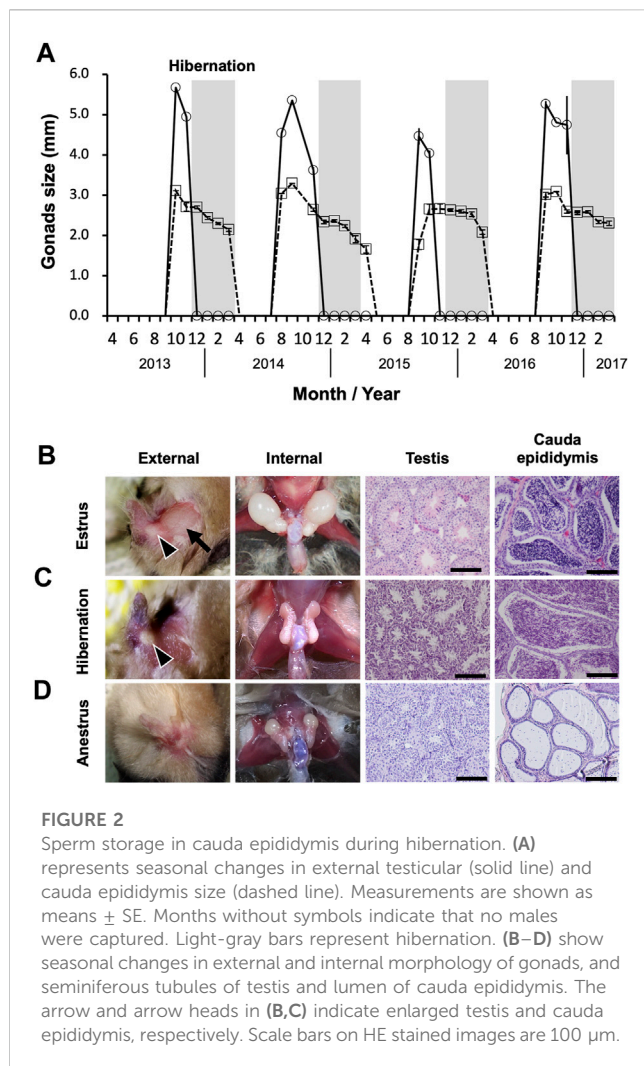 A
Hibernation
6.0
5.0
4.0
3.0
2.0
1.0
0.0
Gonads size (mm)
4 6 8 10 12 2 4 6 8 10 12 2 4 6 8 10 12 2 4 6 8 10 12 2
2013 2014 2015 2016 2017
Month / Year
B External Internal Testis Cauda epididymis
Estrus
C
Hibernation
D
Anestrus
FIGURE 2
Sperm storage in cauda epididymis during hibernation. (A)
represents seasonal changes in external testicular (solid line) and
cauda epididymis size (dashed line). Measurements are shown as
means ± SE. Months without symbols indicate that no males
were captured. Light-gray bars represent hibernation. (B–D) show
seasonal changes in external and internal morphology of gonads, and
seminiferous tubules of testis and lumen of cauda epididymis. The
arrow and arrow heads in (B,C) indicate enlarged testis and cauda
epididymis, respectively. Scale bars on HE stained images are 100 µm.